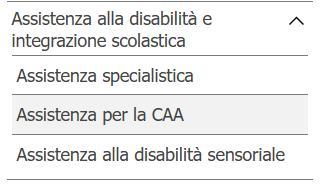 Assistenza alla disabilità e
integrazione scolastica
Assistenza specialistica
Assistenza per la CAA
Assistenza alla disabilità sensoriale